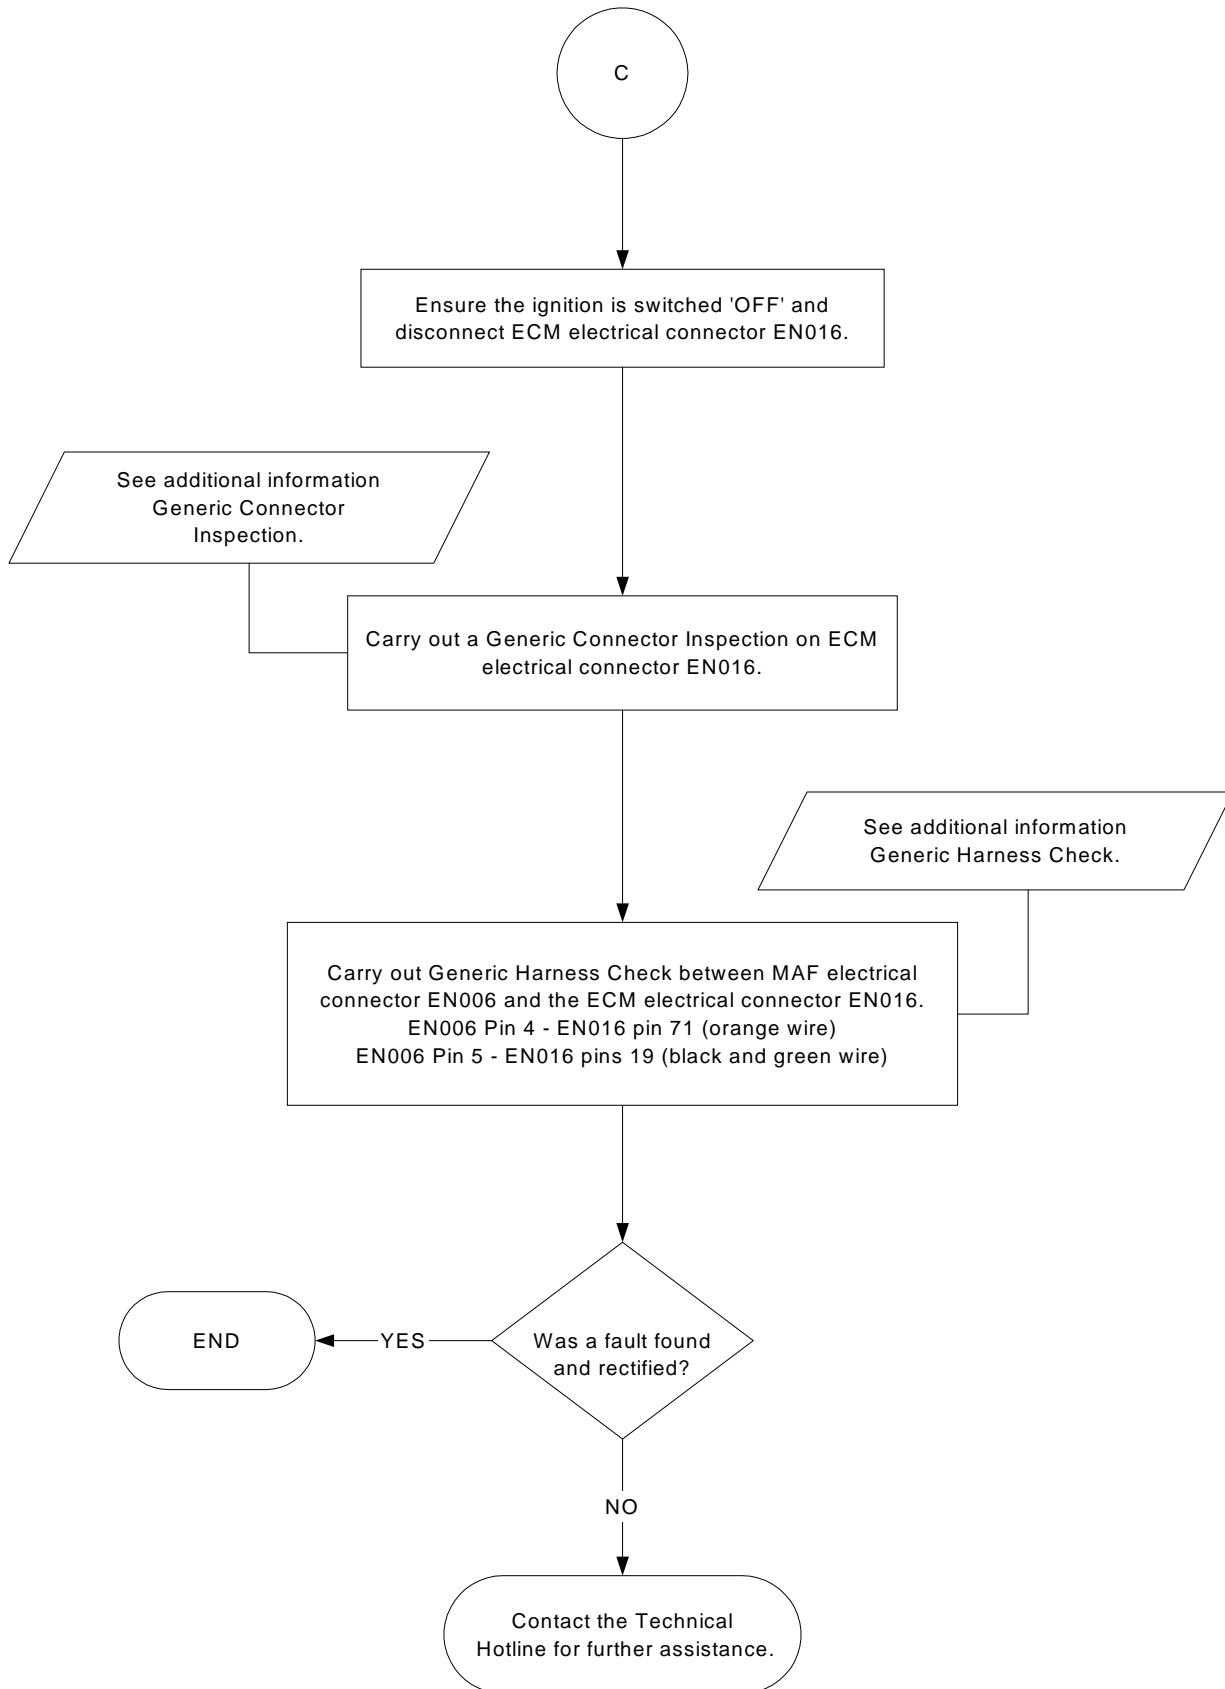 C
Ensure the ignition is switched 'OFF' and
disconnect ECM electrical connector EN016.
See additional information
Generic Connector
Inspection.
Carry out a Generic Connector Inspection on ECM
electrical connector EN016.
See additional information
Generic Harness Check.
Carry out Generic Harness Check between MAF electrical
connector EN006 and the ECM electrical connector EN016.
EN006 Pin 4 - EN016 pin 71 (orange wire)
EN006 Pin 5 - EN016 pins 19 (black and green wire)
END
YES
Was a fault found
and rectified?
NO
Contact the Technical
Hotline for further assistance.